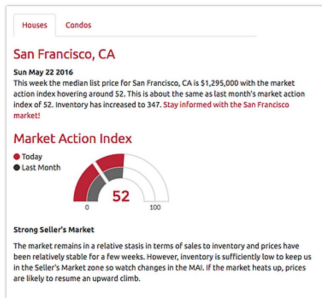 Houses Condos
San Francisco, CA
Sun May 22 2016
This week the median list price for San Francisco, CA is $1,295,000 with the market
action index hovering around 52. This is about the same as last month's market action
index of 52. Inventory has increased to 347. Stay informed with the San Francisco
market!
Market Action Index
Today
Last Month
52
0 100
Strong Seller's Market
The market remains in a relative stasis in terms of sales to inventory and prices have
been relatively stable for a few weeks. However, inventory is sufficiently low to keep us
in the Seller's Market zone so watch changes in the MAI. If the market heats up, prices
are likely to resume an upward climb.